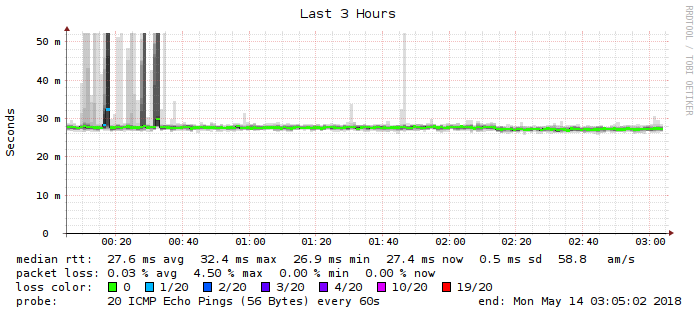 Last 3 Hours
RRDTOOL / TOBI OETIKER
Seconds
50 m
40 m
30 m
20 m
10 m
0
00:20 00:40 01:00 01:20 01:40 02:00 02:20 02:40 03:00
median rtt: 27.6 ms avg 32.4 ms max 26.9 ms min 27.4 ms now 0.5 ms sd 58.8 am/s
packet loss: 0.03 % avg 4.50 % max 0.00 % min 0.00 % now
loss color: 0 1/20 2/20 3/20 4/20 10/20 19/20
probe: 20 ICMP Echo Pings (56 Bytes) every 60s end: Mon May 14 03:05:02 2018